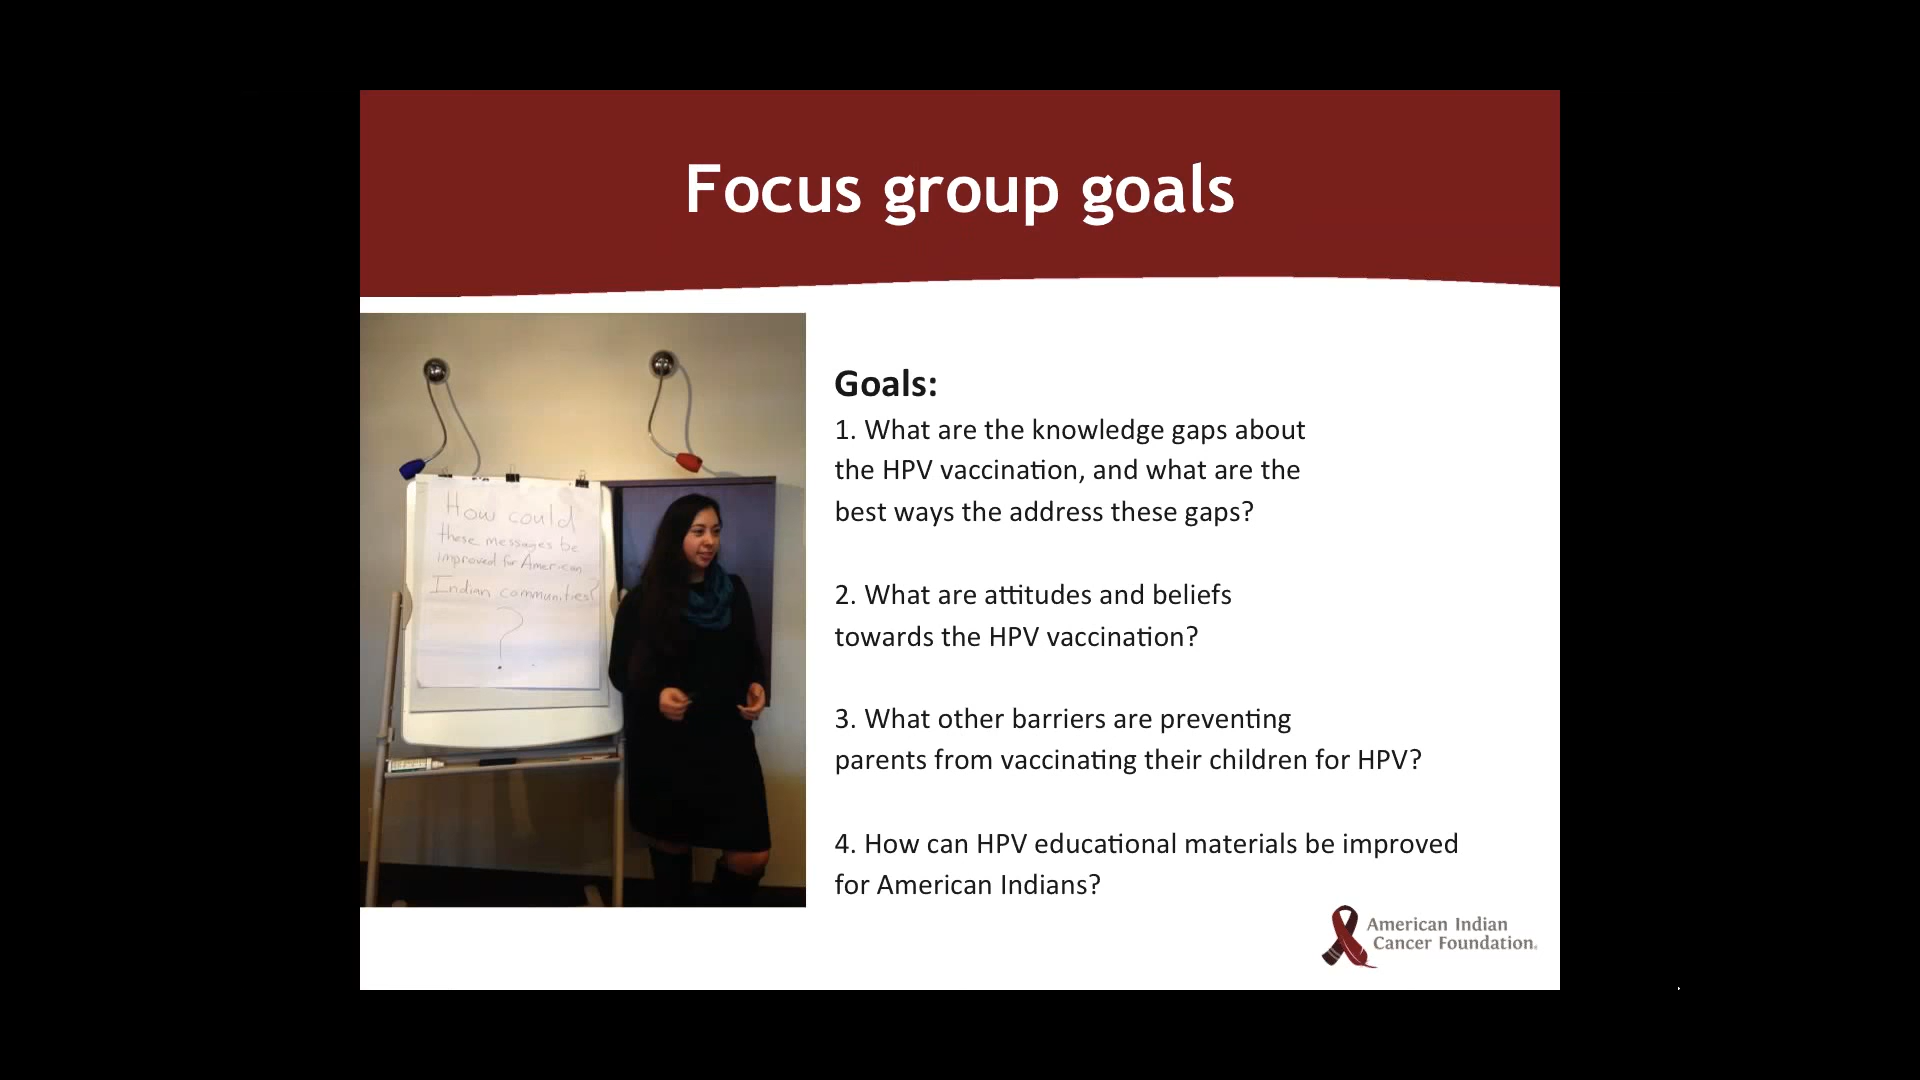 Focus group goals
How could
these messages be
improved for American
Indian communities?
?
Goals:
1. What are the knowledge gaps about
the HPV vaccination, and what are the
best ways the address these gaps?
2. What are attitudes and beliefs
towards the HPV vaccination?
3. What other barriers are preventing
parents from vaccinating their children for HPV?
4. How can HPV educational materials be improved
for American Indians?
American Indian
Cancer Foundation